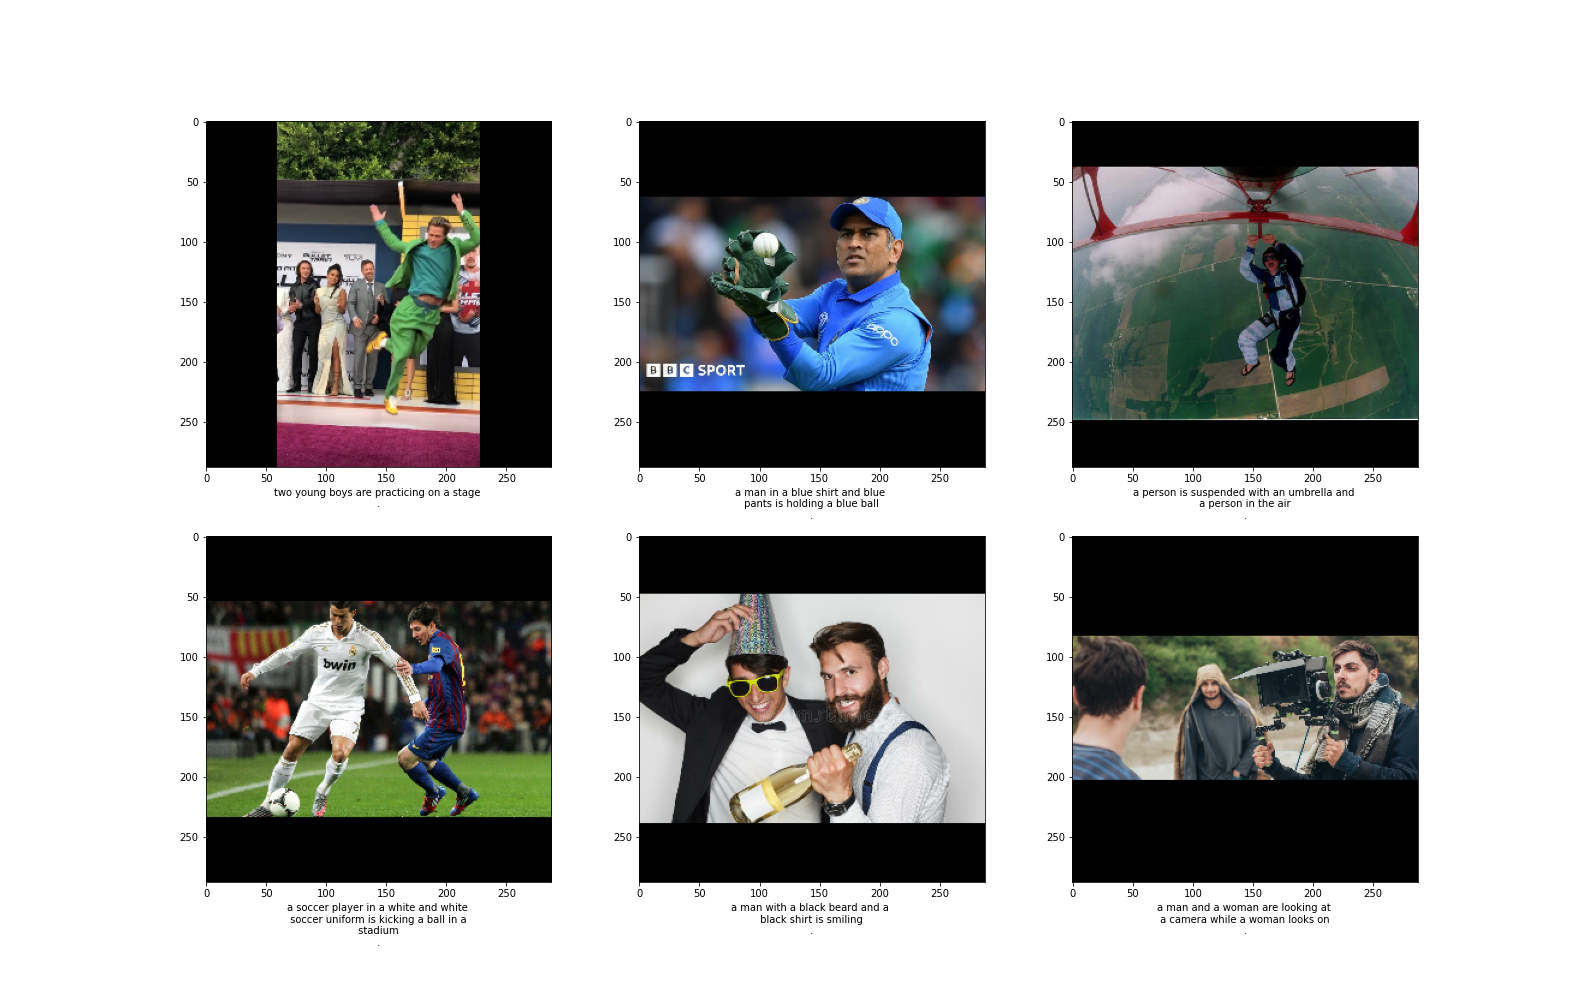 0
50
100
150
200
250
0 50 100 150 200 250
BULLET TRAIN
two young boys are practicing on a stage
.
0
50
100
150
200
250
oppo
BBC SPORT
0 50 100 150 200 250
a man in a blue shirt and blue
pants is holding a blue ball
.
0
50
100
150
200
250
0 50 100 150 200 250
a person is suspended with an umbrella and
a person in the air
.
0
50
100
150
200
250
bwin
0 50 100 150 200 250
a soccer player in a white and white
soccer uniform is kicking a ball in a
stadium
.
0
50
100
150
200
250
0 50 100 150 200 250
a man with a black beard and a
black shirt is smiling
.
0
50
100
150
200
250
0 50 100 150 200 250
a man and a woman are looking at
a camera while a woman looks on
.